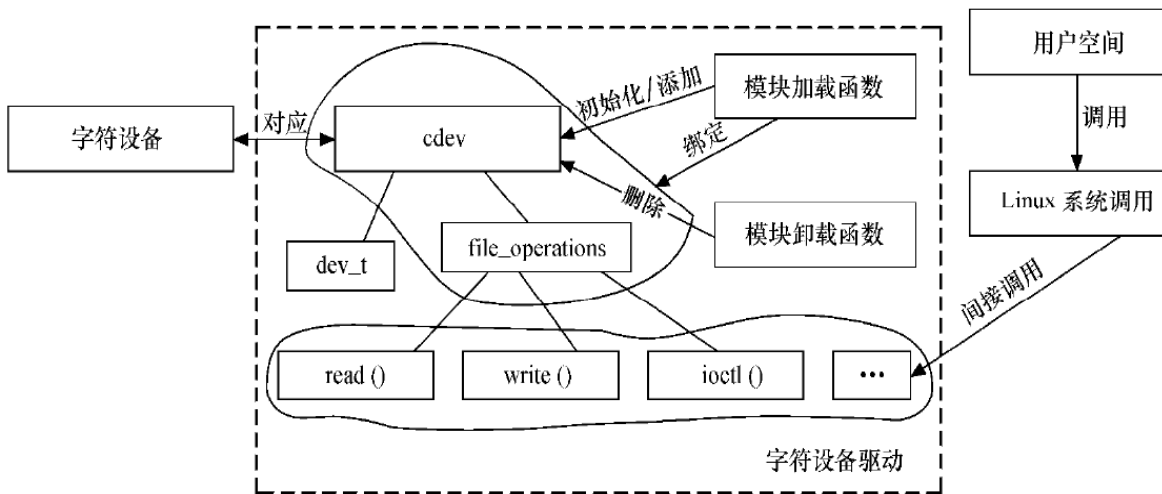 用户空间
模块加载函数
初始化/添加
字符设备
对应
cdev
绑定
调用
删除
Linux 系统调用
模块卸载函数
file_operations
dev_t
间接调用
read ()
write ()
ioctl ()
•••
字符设备驱动